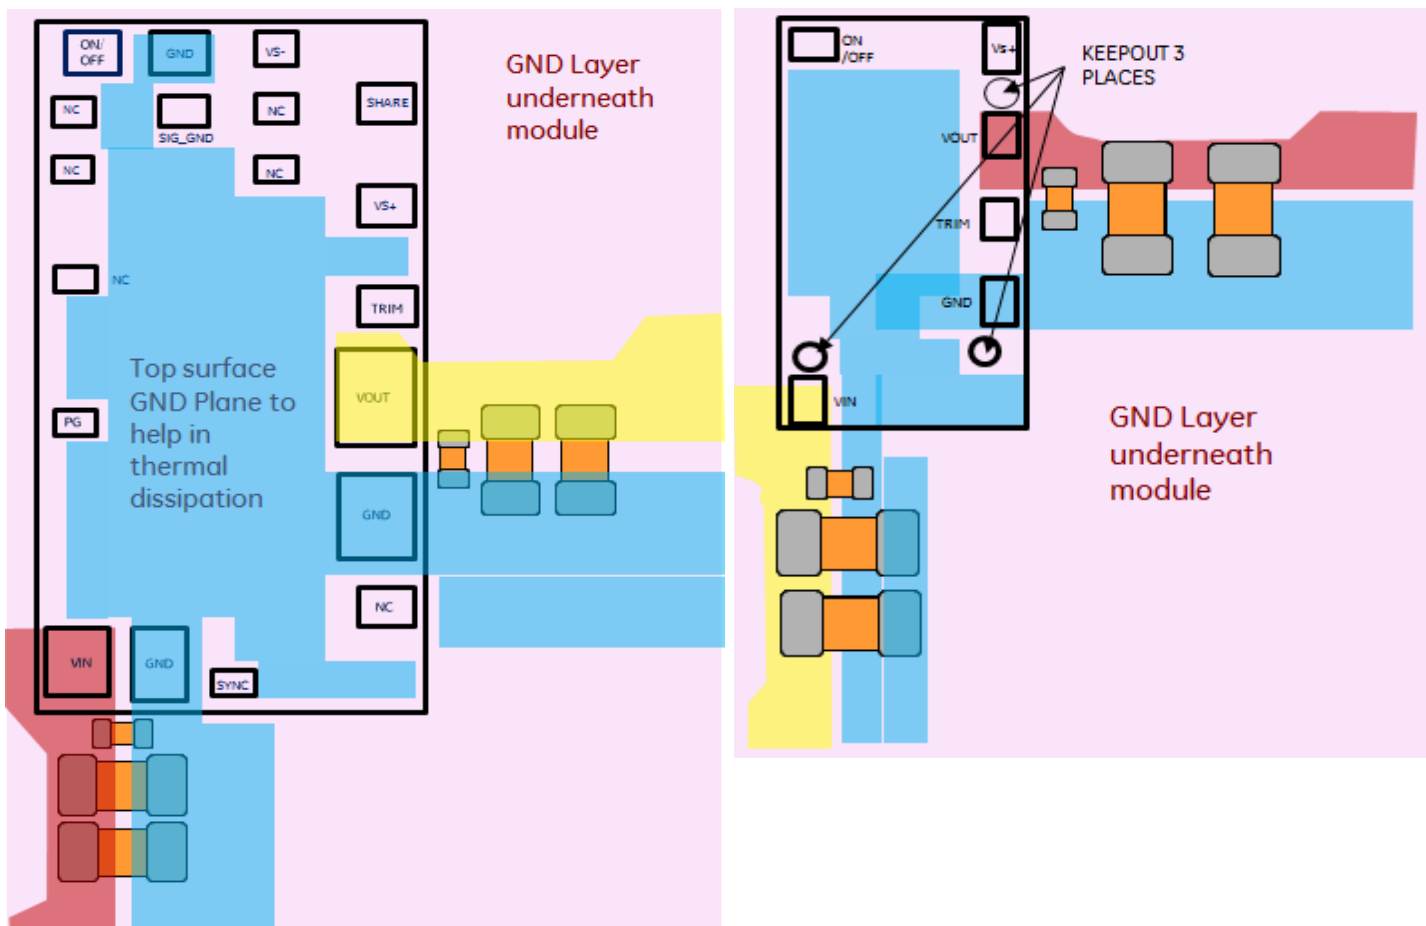 ON/
OFF
GND
VS-
NC
SIG_GND
NC
SHARE
NC
NC
VS+
NC
TRIM
VOUT
PG
GND
NC
VIN
GND
SYNC
Top surface
GND Plane to
help in
thermal
dissipation
GND Layer
underneath
module
ON
/OFF
Vs+
KEEPOUT 3
PLACES
VOUT
TRIM
GND
VIN
GND Layer
underneath
module